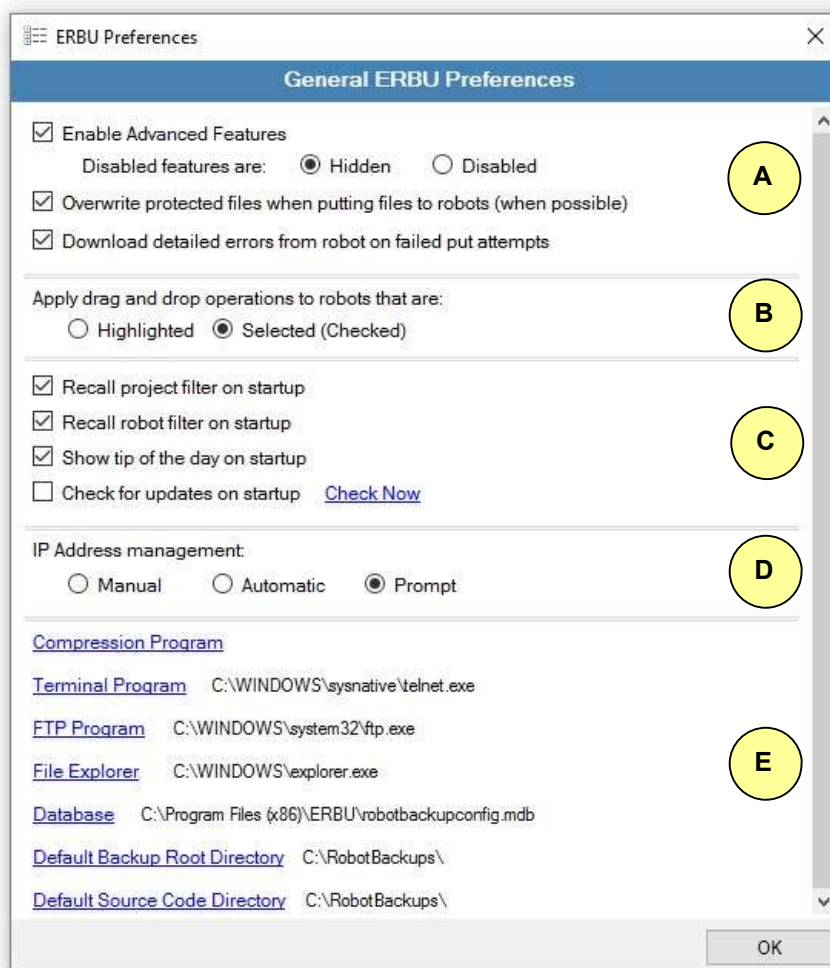 ERBU Preferences
General ERBU Preferences
Enable Advanced Features
Disabled features are: Hidden Disabled
A
Overwrite protected files when putting files to robots (when possible)
Download detailed errors from robot on failed put attempts
Apply drag and drop operations to robots that are:
B
Highlighted Selected (Checked)
Recall project filter on startup
Recall robot filter on startup
C
Show tip of the day on startup
Check for updates on startup Check Now
IP Address management:
D
Manual Automatic Prompt
Compression Program
Terminal Program C:\WINDOWS\sysnative\telnet.exe
FTP Program C:\WINDOWS\system32\ftp.exe
File Explorer C:\WINDOWS\explorer.exe
E
Database C:\Program Files (x86)\ERBU\robotbackupconfig.mdb
Default Backup Root Directory C:\RobotBackups\
Default Source Code Directory C:\RobotBackups\
OK